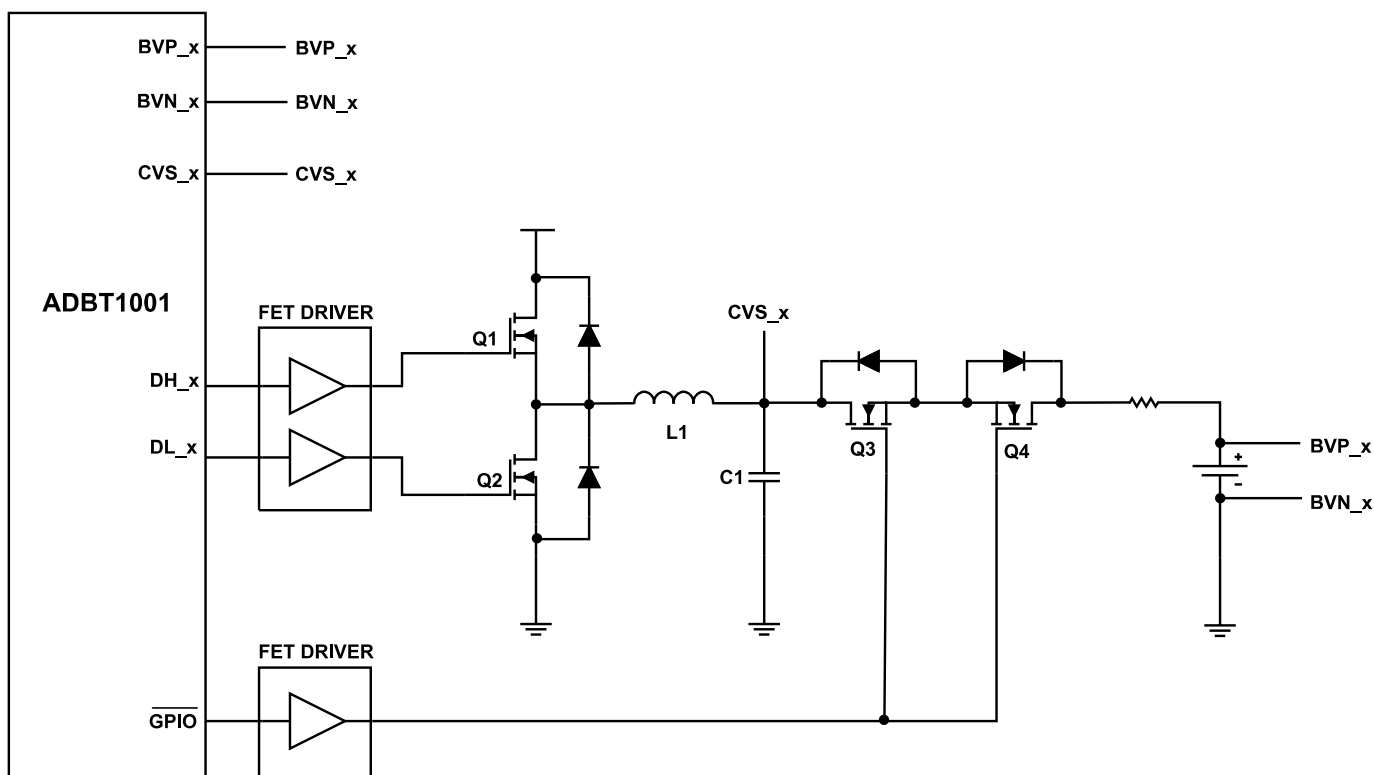 BVP_x BVP_x
BVN_x BVN_x
CVS_x CVS_x
ADBT1001
FET DRIVER
CVS_x
Q1
DH_x
L1
Q3
Q4
DL_x
Q2
C1
BVP_x
+
-
BVN_x
FET DRIVER
GPIO